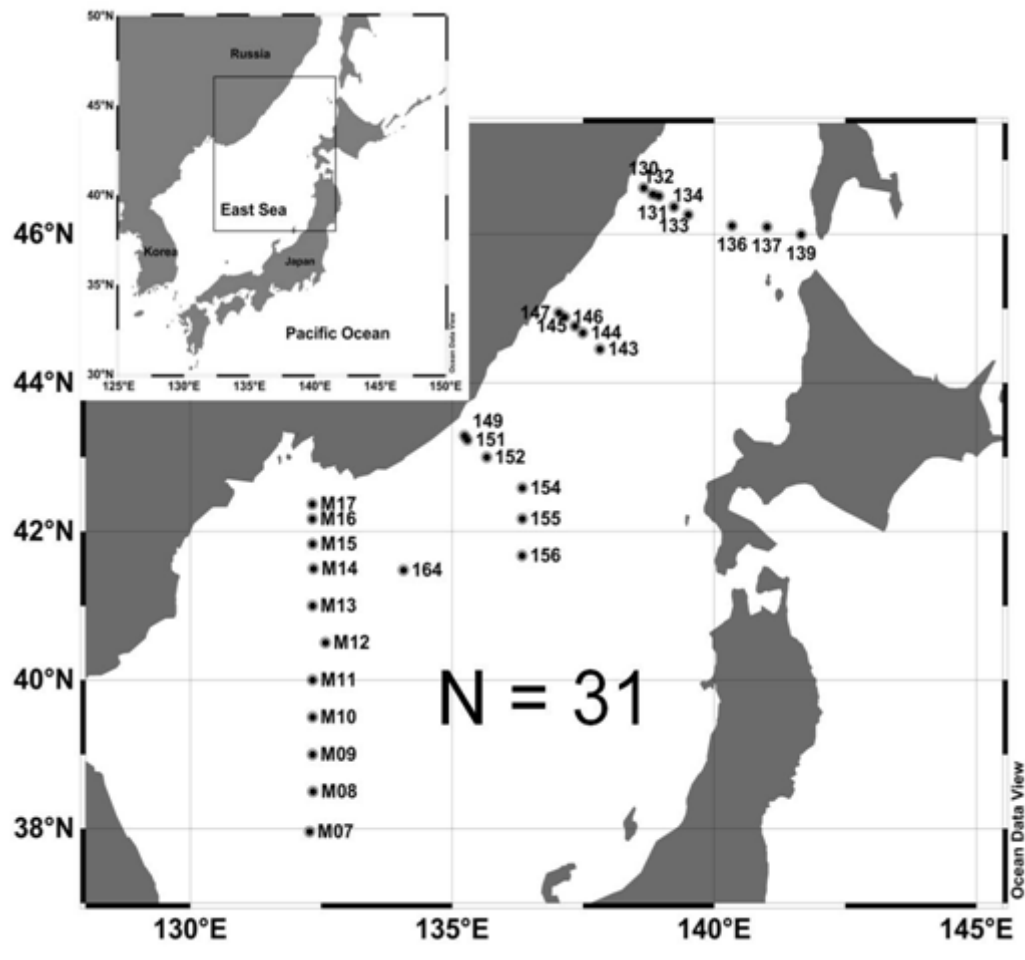 50°N
45°N
40°N
35°N
30°N
125°E
130°E
135°E
140°E
145°E
150°E
Russia
East Sea
Korea
Japan
Pacific Ocean
Ocean Data View
46°N
44°N
42°N
40°N
38°N
130
132
131
134
133
136
137
139
147
146
145
144
143
149
151
152
154
155
156
164
M17
M16
M15
M14
M13
M12
M11
M10
M09
M08
M07
N = 31
130°E
135°E
140°E
145°E
Ocean Data View